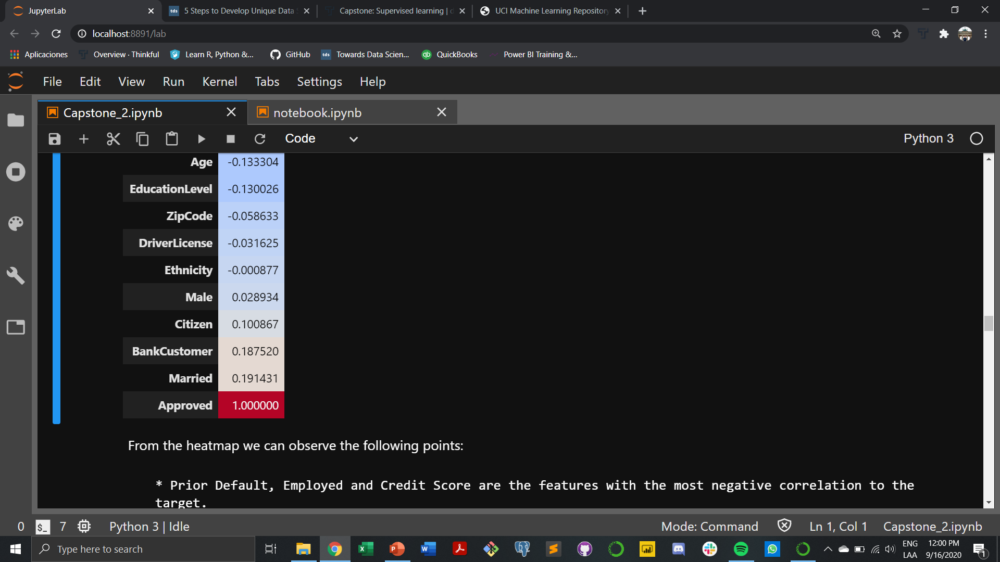 JupyterLab
tds 5 Steps to Develop Unique Data S
Capstone: Supervised learning | d
UCI Machine Learning Repository
localhost:8891/lab
Aplicaciones
Overview · Thinkful
Learn R, Python &...
GitHub
tds Towards Data Scien...
qb QuickBooks
Power BI Training &...
File Edit View Run Kernel Tabs Settings Help
Capstone_2.ipynb
notebook.ipynb
Code
Python 3
Age -0.133304
EducationLevel -0.130026
ZipCode -0.058633
DriverLicense -0.031625
Ethnicity -0.000877
Male 0.028934
Citizen 0.100867
BankCustomer 0.187520
Married 0.191431
Approved 1.000000
From the heatmap we can observe the following points:
* Prior Default, Employed and Credit Score are the features with the most negative correlation to the
target.
0 $_ 7 Python 3 | Idle
Mode: Command
Ln 1, Col 1 Capstone_2.ipynb
Type here to search
ENG
LAA
12:00 PM
9/16/2020
1